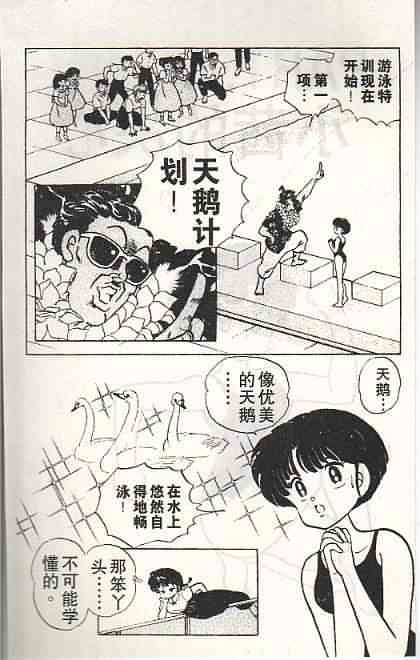 游泳特
训现在
开始！
第一
项…
天鹅计
划！
天鹅…
像优美
的天鹅
……
在水上
悠然自
得地畅
泳！
那笨丫
头……
不可能学
懂的。